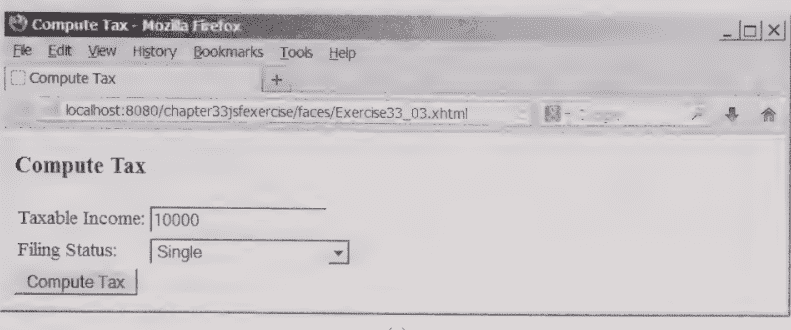 Compute Tax - Mozilla Firefox
File Edit View History Bookmarks Tools Help
Compute Tax +
localhost:8080/chapter33jsfexercise/faces/Exercise33_03.xhtml
Compute Tax
Taxable Income: 10000
Filing Status: Single
Compute Tax